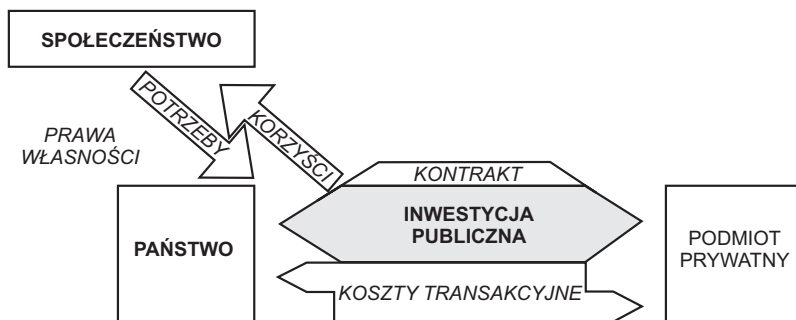 SPOŁECZEŃSTWO
POTRZEBY
KORZYŚCI
PRAWA
WŁASNOŚCI
KONTRAKT
PAŃSTWO
INWESTYCJA
PUBLICZNA
PODMIOT
PRYWATNY
KOSZTY TRANSAKCYJNE